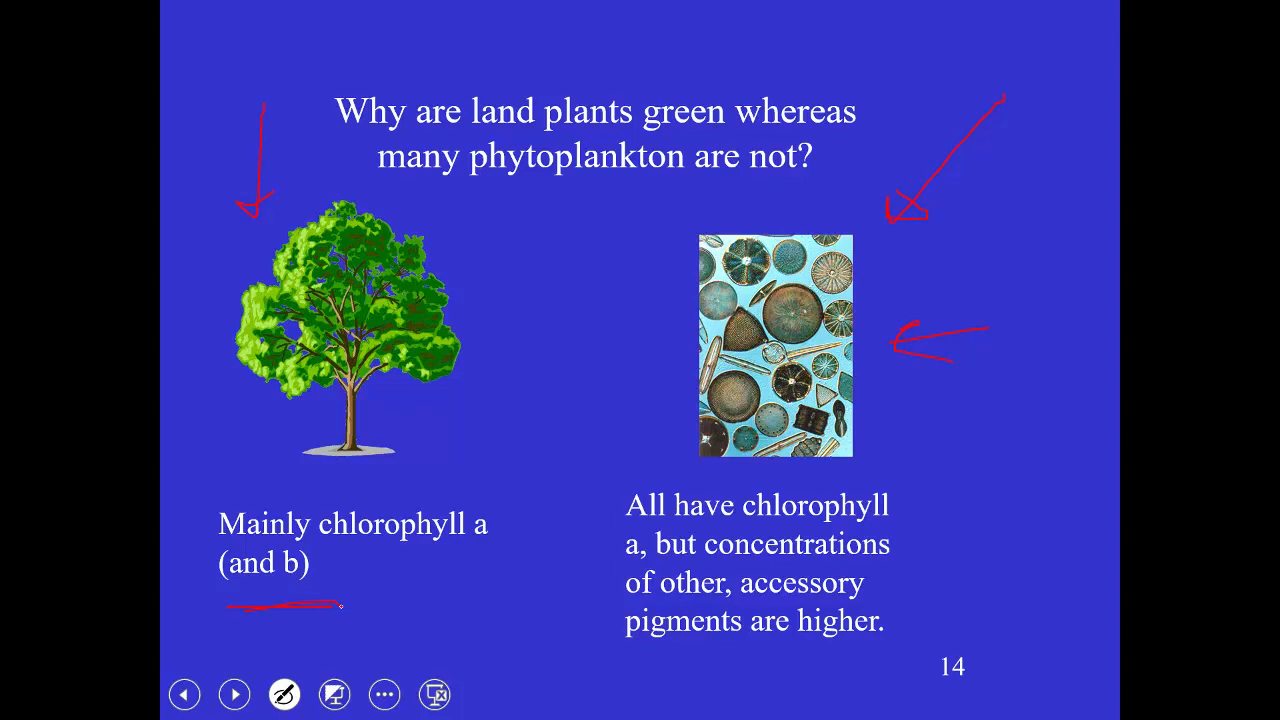 Why are land plants green whereas
many phytoplankton are not?
Mainly chlorophyll a
(and b)
All have chlorophyll
a, but concentrations
of other, accessory
pigments are higher.
14